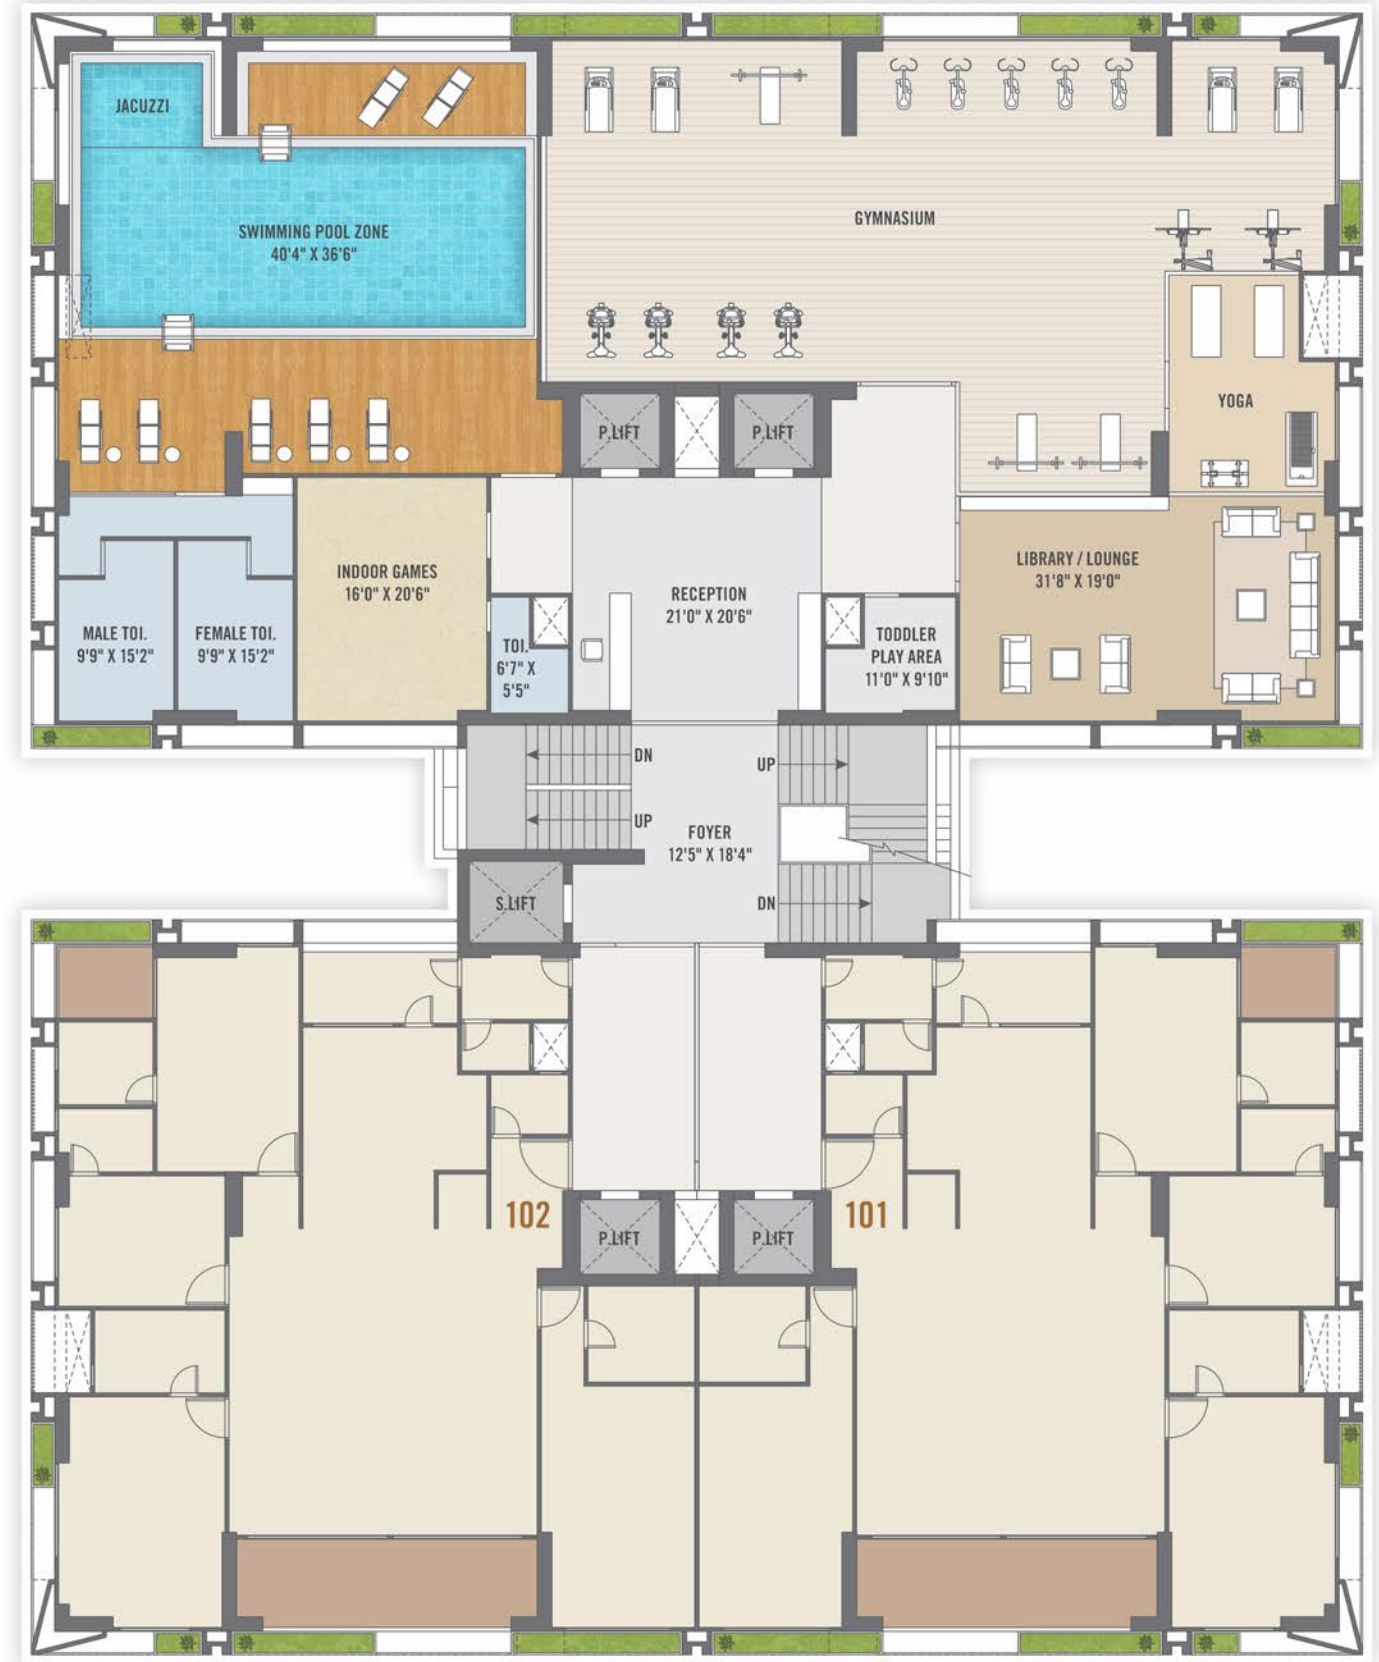 JACUZZI
SWIMMING POOL ZONE
40'4" X 36'6"
GYMNASIUM
YOGA
P.LIFT
P.LIFT
INDOOR GAMES
16'0" X 20'6"
RECEPTION
21'0" X 20'6"
LIBRARY / LOUNGE
31'8" X 19'0"
MALE TOI.
9'9" X 15'2"
FEMALE TOI.
9'9" X 15'2"
TOI.
6'7" X
5'5"
TODDLER
PLAY AREA
11'0" X 9'10"
DN
UP
UP
FOYER
12'5" X 18'4"
S.LIFT
DN
102
101
P.LIFT
P.LIFT